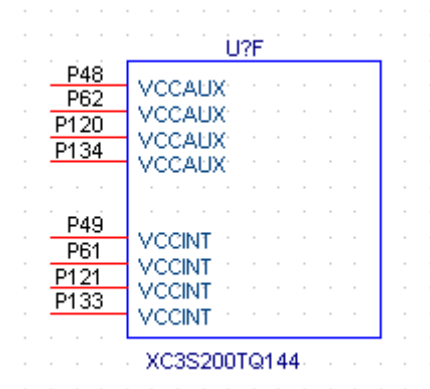 U?F
P48 VCCAUX
P62 VCCAUX
P120 VCCAUX
P134 VCCAUX
P49 VCCINT
P61 VCCINT
P121 VCCINT
P133 VCCINT
XC3S200TQ144